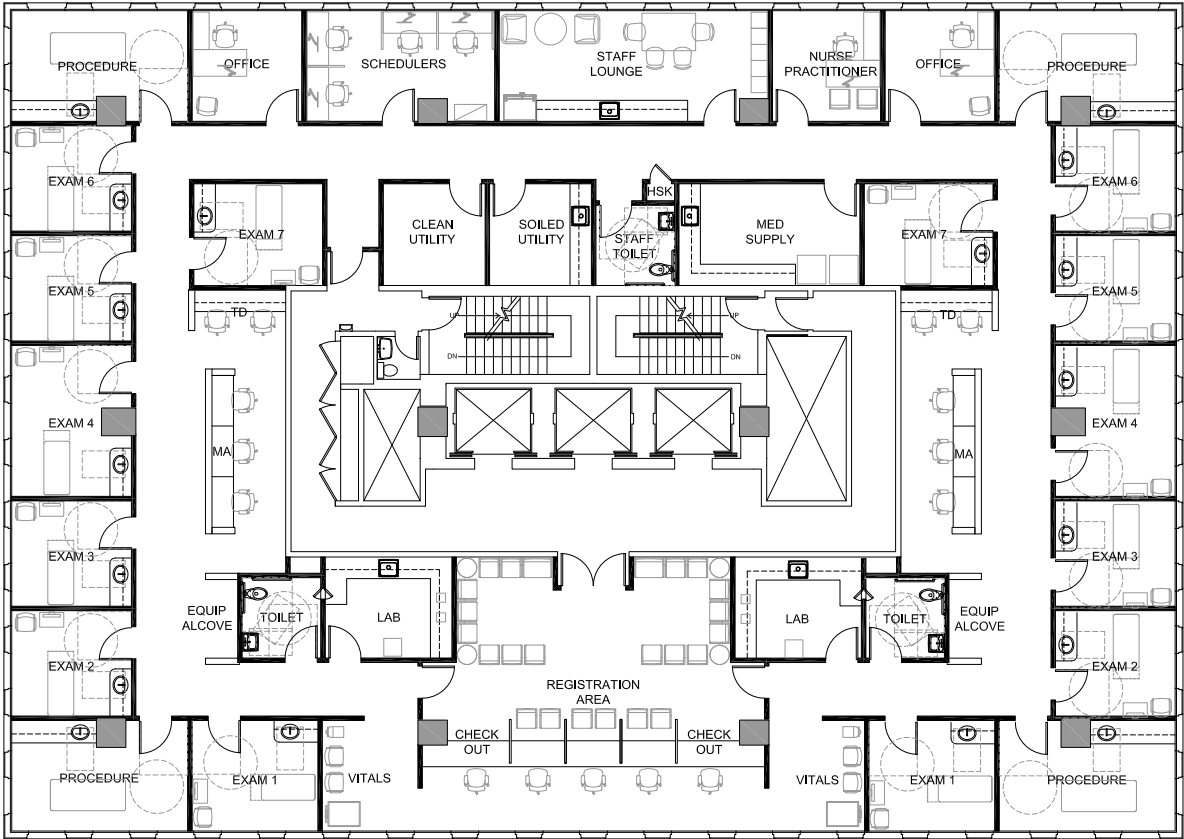 PROCEDURE
OFFICE
SCHEDULERS
STAFF
LOUNGE
NURSE
PRACTITIONER
OFFICE
PROCEDURE
EXAM 6
HSK
EXAM 6
EXAM 7
CLEAN
UTILITY
SOILED
UTILITY
STAFF
TOILET
MED
SUPPLY
EXAM 7
EXAM 5
EXAM 5
TD
UP
UP
TD
DN
DN
EXAM 4
EXAM 4
MA
MA
EXAM 3
EXAM 3
EQUIP
ALCOVE
TOILET
LAB
LAB
TOILET
EQUIP
ALCOVE
EXAM 2
EXAM 2
REGISTRATION
AREA
CHECK
OUT
CHECK
OUT
PROCEDURE
EXAM 1
VITALS
VITALS
EXAM 1
PROCEDURE